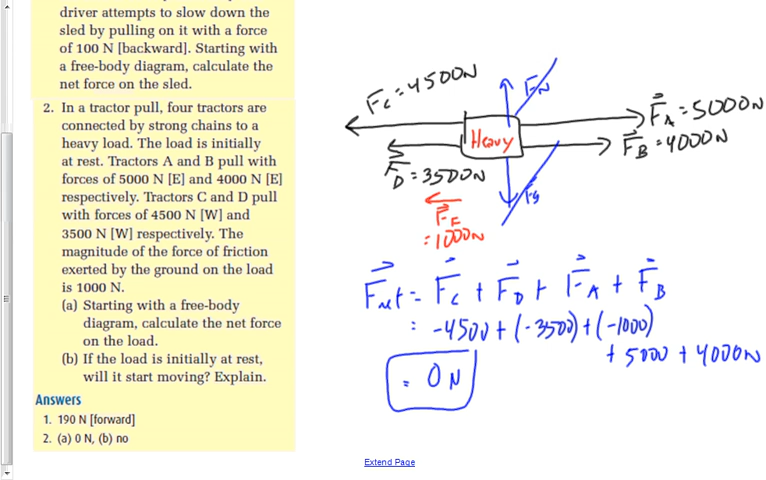 driver attempts to slow down the
sled by pulling on it with a force
of 100 N [backward]. Starting with
a free-body diagram, calculate the
net force on the sled.
2. In a tractor pull, four tractors are
connected by strong chains to a
heavy load. The load is initially
at rest. Tractors A and B pull with
forces of 5000 N [E] and 4000 N [E]
respectively. Tractors C and D pull
with forces of 4500 N [W] and
3500 N [W] respectively. The
magnitude of the force of friction
exerted by the ground on the load
is 1000 N.
(a) Starting with a free-body
diagram, calculate the net force
on the load.
(b) If the load is initially at rest,
will it start moving? Explain.
Answers
1. 190 N [forward]
2. (a) 0 N, (b) no
Fc = 4500N
FN
FA = 5000N
Heavy
FB = 4000N
FD = 3500N
Fg
FF
= 1000N
Fnet = Fc + FD + FA + FB
= -4500 + (-3500) + (-1000)
+ 5000 + 4000N
= 0 N
Extend Page